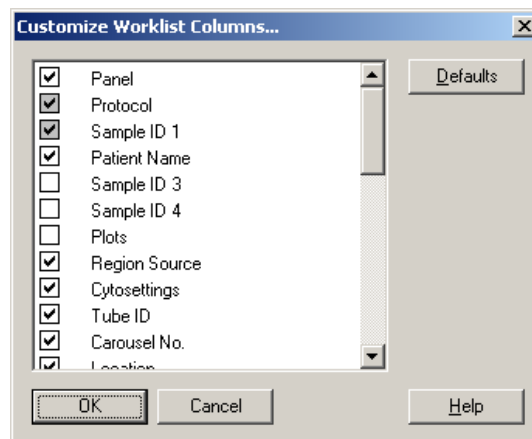 Customize Worklist Columns...
Panel
Defaults
Protocol
Sample ID 1
Patient Name
Sample ID 3
Sample ID 4
Plots
Region Source
Cytosettings
Tube ID
Carousel No.
Location
OK
Cancel
Help